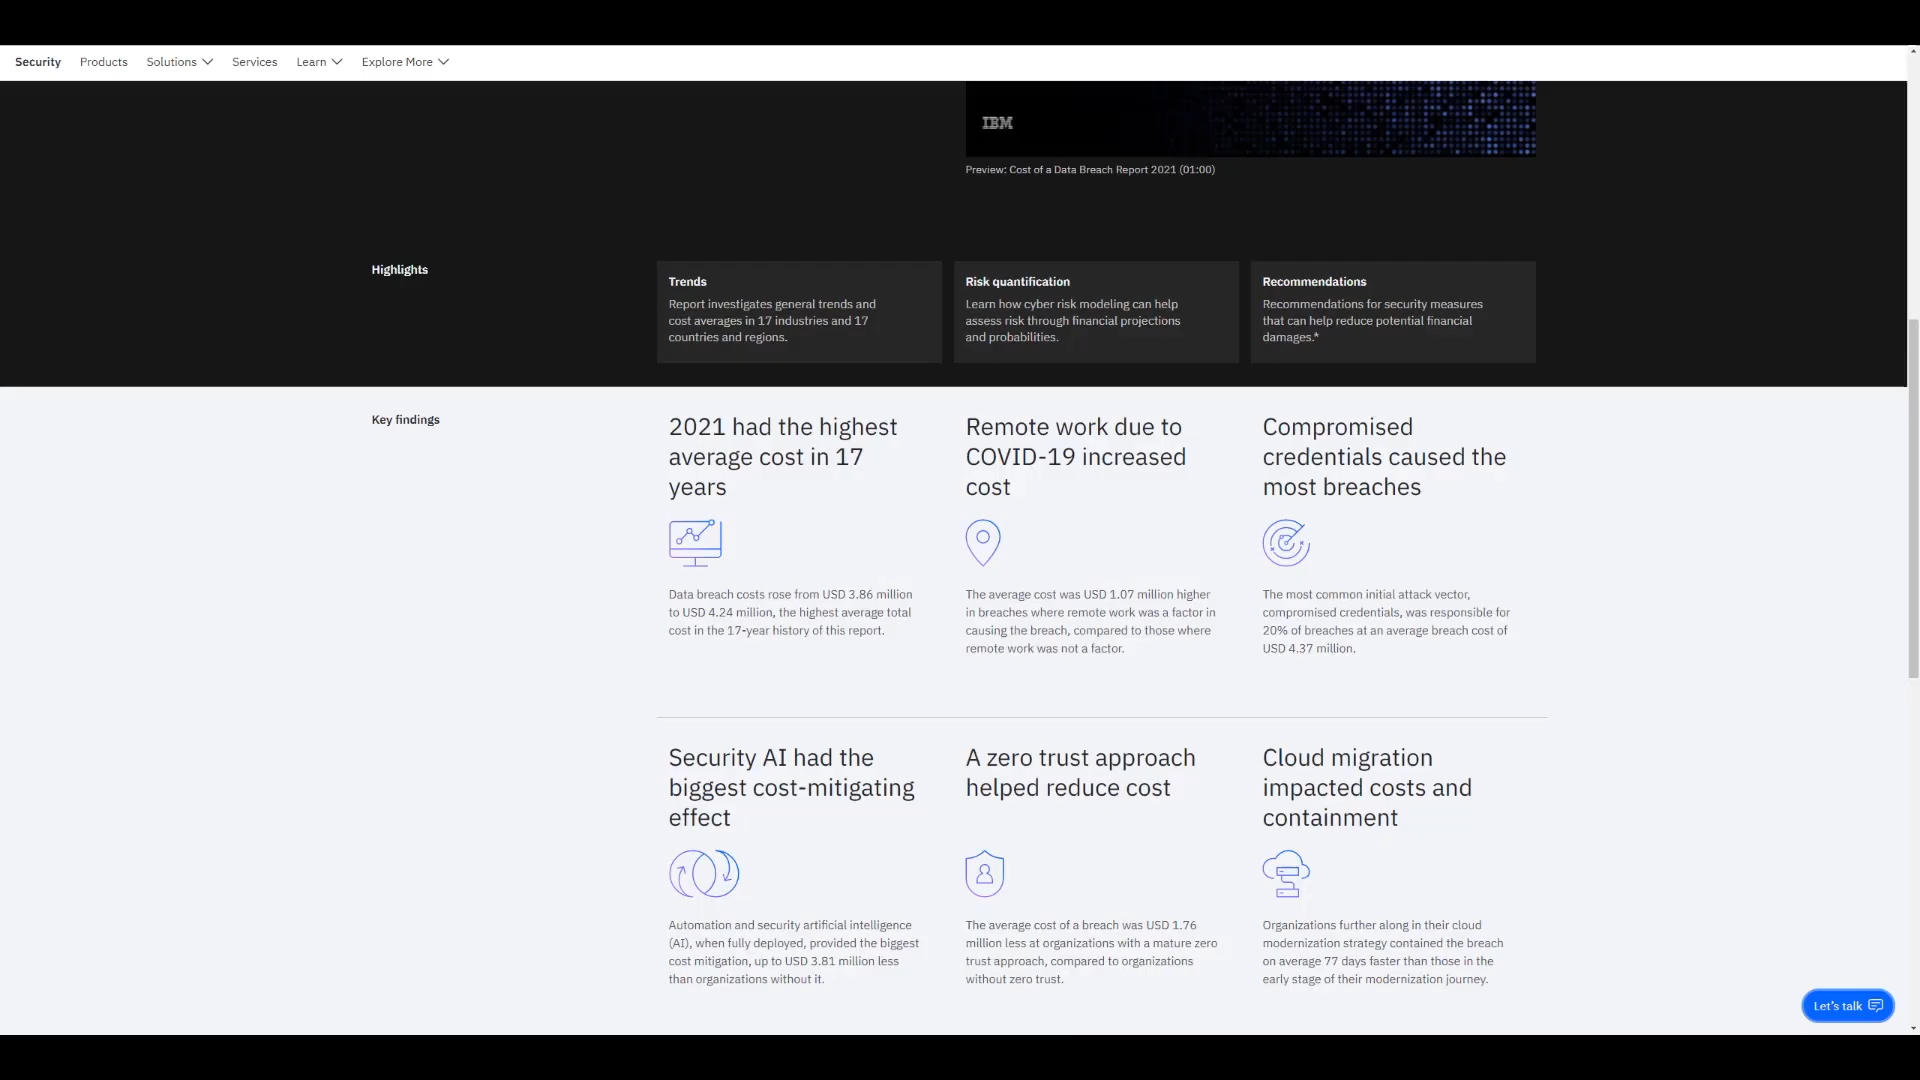 Security Products Solutions Services Learn Explore More
IBM
Preview: Cost of a Data Breach Report 2021 (01:00)
Highlights
Trends
Report investigates general trends and
cost averages in 17 industries and 17
countries and regions.
Risk quantification
Learn how cyber risk modeling can help
assess risk through financial projections
and probabilities.
Recommendations
Recommendations for security measures
that can help reduce potential financial
damages.*
Key findings
2021 had the highest
average cost in 17
years
Data breach costs rose from USD 3.86 million
to USD 4.24 million, the highest average total
cost in the 17-year history of this report.
Remote work due to
COVID-19 increased
cost
The average cost was USD 1.07 million higher
in breaches where remote work was a factor in
causing the breach, compared to those where
remote work was not a factor.
Compromised
credentials caused the
most breaches
The most common initial attack vector,
compromised credentials, was responsible for
20% of breaches at an average breach cost of
USD 4.37 million.
Security AI had the
biggest cost-mitigating
effect
Automation and security artificial intelligence
(AI), when fully deployed, provided the biggest
cost mitigation, up to USD 3.81 million less
than organizations without it.
A zero trust approach
helped reduce cost
The average cost of a breach was USD 1.76
million less at organizations with a mature zero
trust approach, compared to organizations
without zero trust.
Cloud migration
impacted costs and
containment
Organizations further along in their cloud
modernization strategy contained the breach
on average 77 days faster than those in the
early stage of their modernization journey.
Let's talk